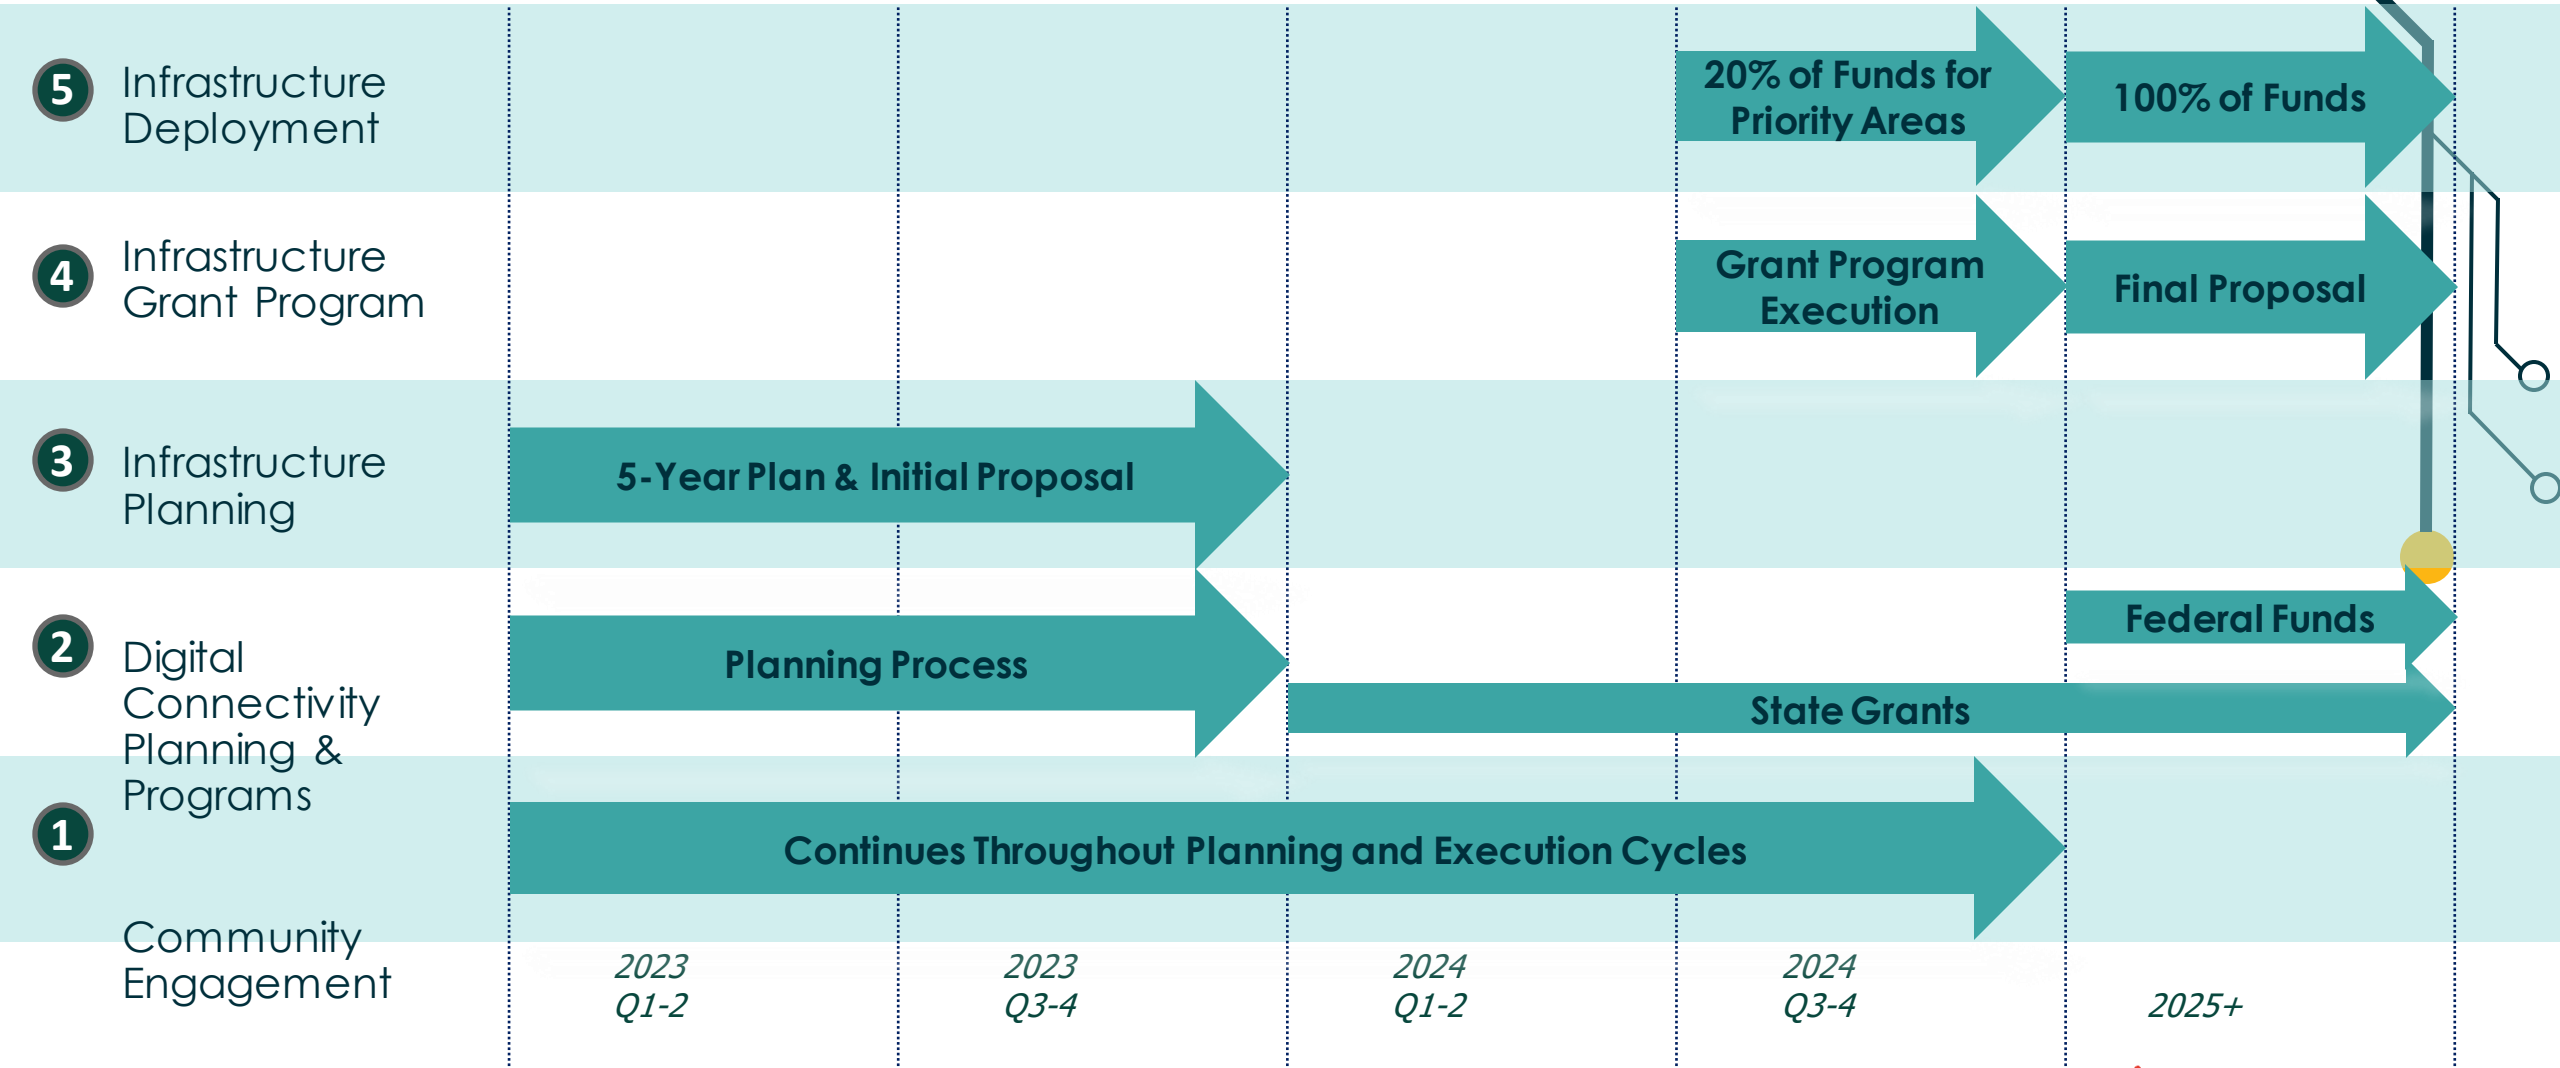 5
Infrastructure
Deployment
20% of Funds for
Priority Areas
100% of Funds
4
Infrastructure
Grant Program
Grant Program
Execution
Final Proposal
3
Infrastructure
Planning
5-Year Plan & Initial Proposal
2
Digital
Connectivity
Planning &
Programs
Planning Process
Federal Funds
State Grants
1
Community
Engagement
Continues Throughout Planning and Execution Cycles
2023
Q1-2
2023
Q3-4
2024
Q1-2
2024
Q3-4
2025+